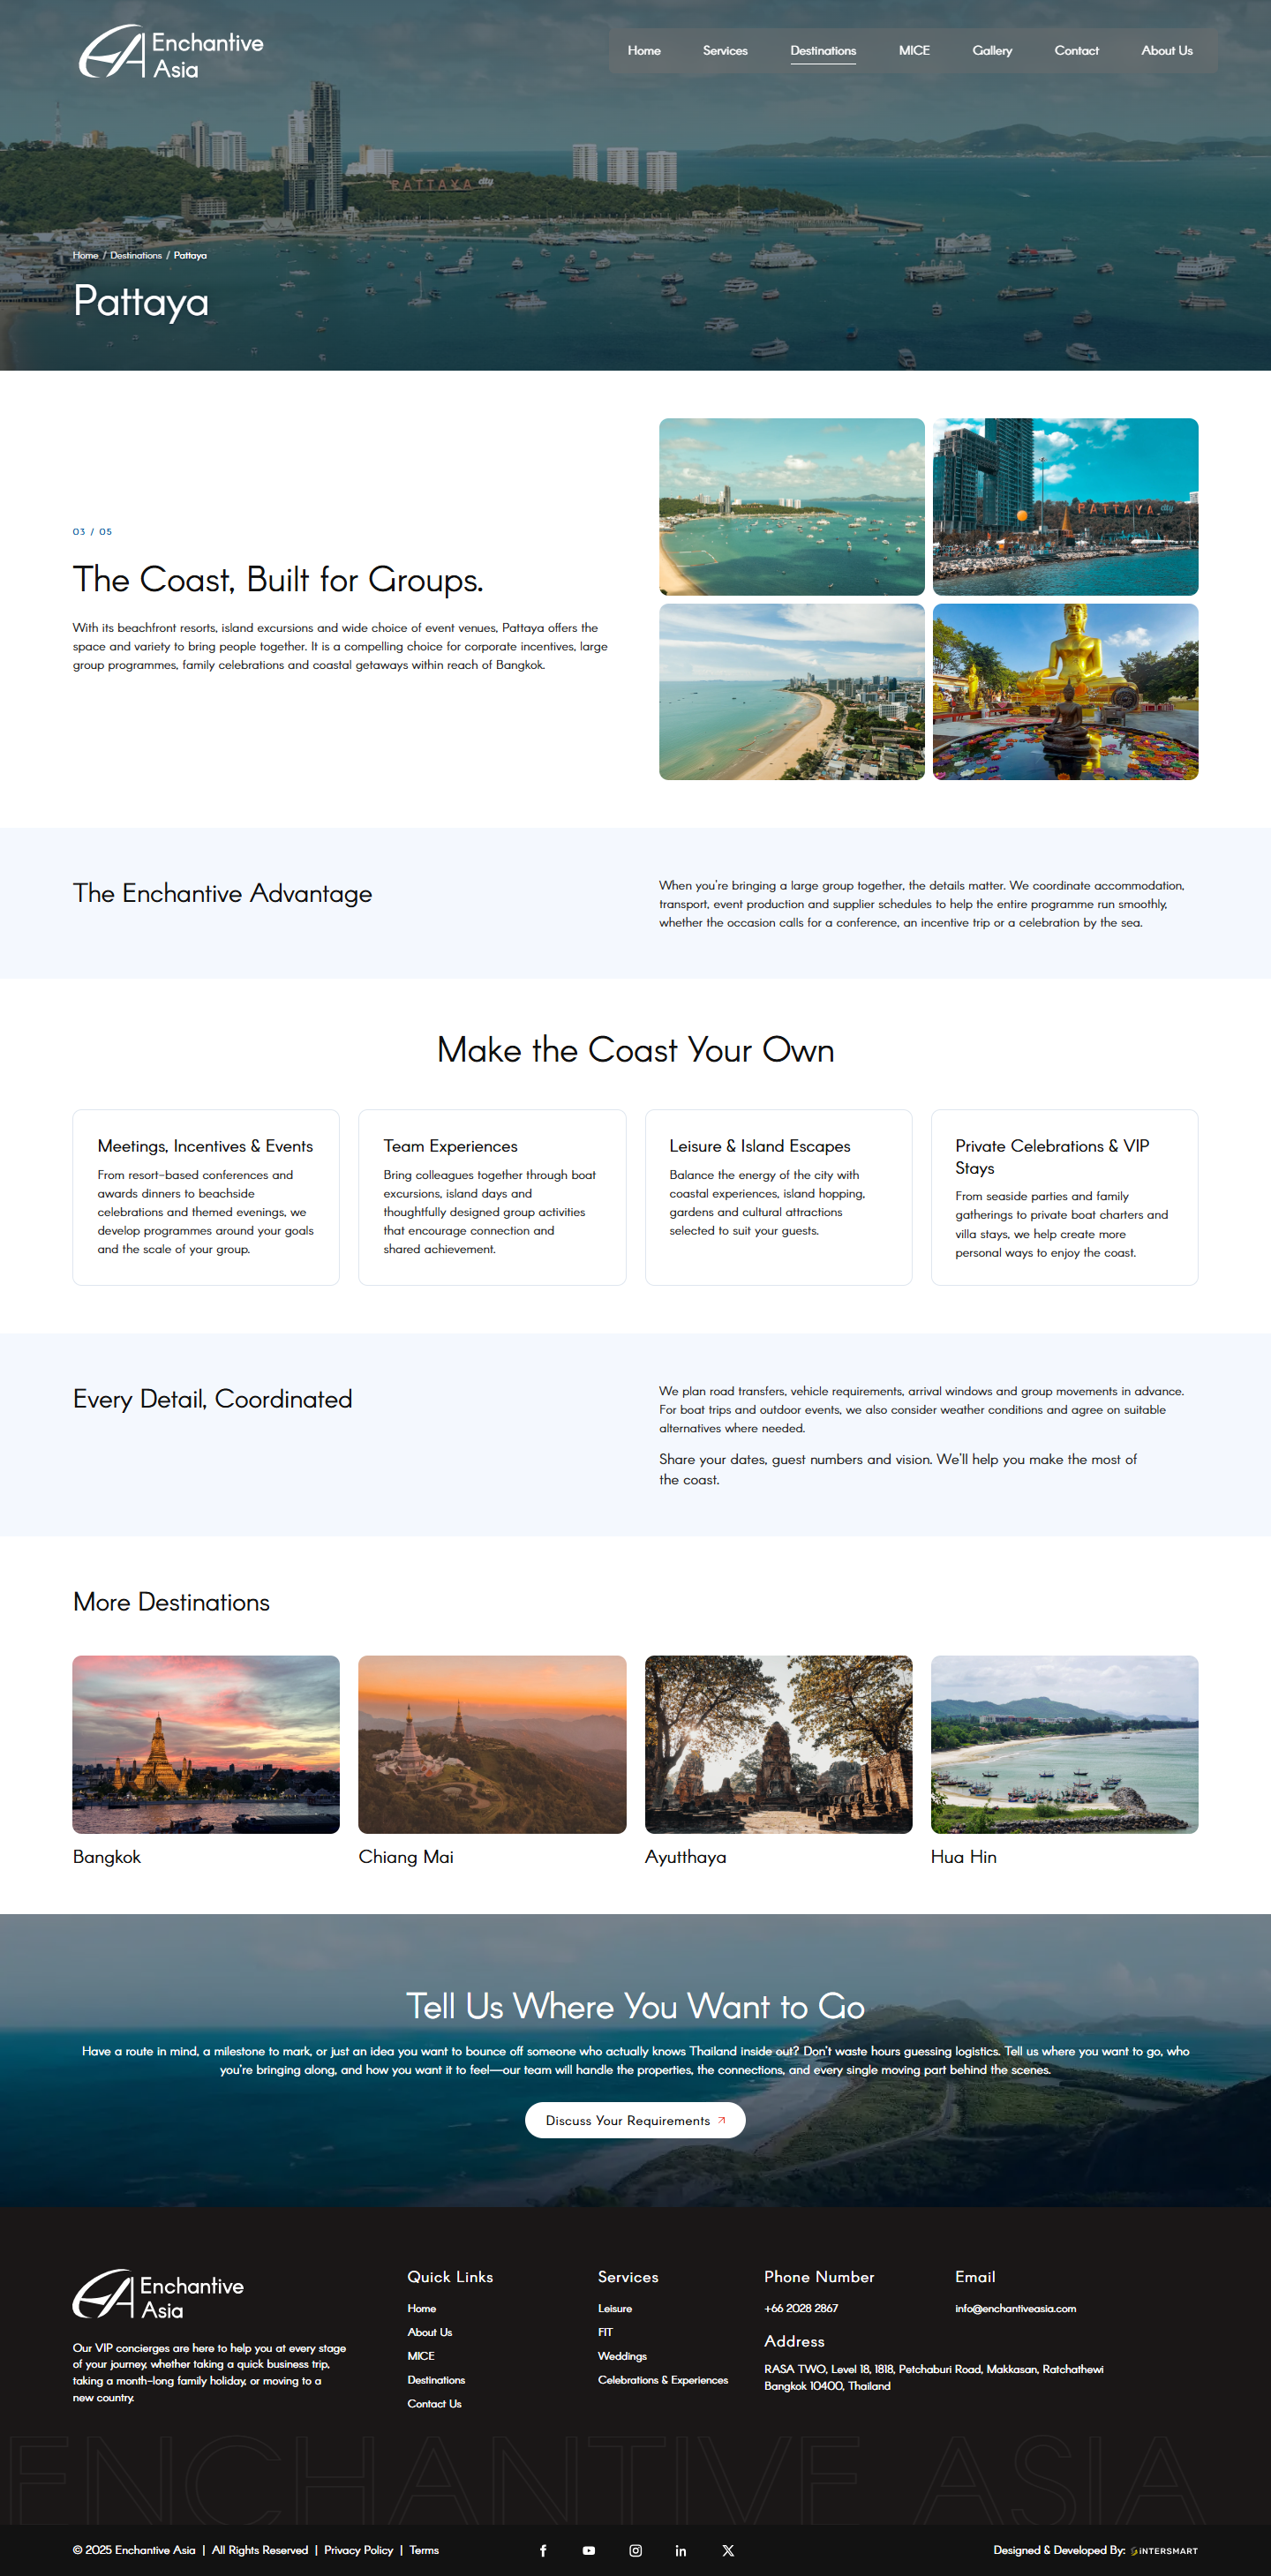 Enchantive
Asia
Home Services Destinations MICE Gallery Contact About Us
PATTAYA city
Home / Destinations / Pattaya
Pattaya
03 / 05
The Coast, Built for Groups.
With its beachfront resorts, island excursions and wide choice of event venues, Pattaya offers the
space and variety to bring people together. It is a compelling choice for corporate incentives, large
group programmes, family celebrations and coastal getaways within reach of Bangkok.
PATTAYA city
The Enchantive Advantage
When you're bringing a large group together, the details matter. We coordinate accommodation,
transport, event production and supplier schedules to help the entire programme run smoothly,
whether the occasion calls for a conference, an incentive trip or a celebration by the sea.
Make the Coast Your Own
Meetings, Incentives & Events
From resort-based conferences and
awards dinners to beachside
celebrations and themed evenings, we
develop programmes around your goals
and the scale of your group.
Team Experiences
Bring colleagues together through boat
excursions, island days and
thoughtfully designed group activities
that encourage connection and
shared achievement.
Leisure & Island Escapes
Balance the energy of the city with
coastal experiences, island hopping,
gardens and cultural attractions
selected to suit your guests.
Private Celebrations & VIP
Stays
From seaside parties and family
gatherings to private boat charters and
villa stays, we help create more
personal ways to enjoy the coast.
Every Detail, Coordinated
We plan road transfers, vehicle requirements, arrival windows and group movements in advance.
For boat trips and outdoor events, we also consider weather conditions and agree on suitable
alternatives where needed.
Share your dates, guest numbers and vision. We'll help you make the most of
the coast.
More Destinations
Bangkok
Chiang Mai
Ayutthaya
Hua Hin
Tell Us Where You Want to Go
Have a route in mind, a milestone to mark, or just an idea you want to bounce off someone who actually knows Thailand inside out? Don't waste hours guessing logistics. Tell us where you want to go, who
you're bringing along, and how you want it to feel—our team will handle the properties, the connections, and every single moving part behind the scenes.
Discuss Your Requirements
Enchantive
Asia
Our VIP concierges are here to help you at every stage
of your journey, whether taking a quick business trip,
taking a month-long family holiday, or moving to a
new country.
Quick Links
Home
About Us
MICE
Destinations
Contact Us
Services
Leisure
FIT
Weddings
Celebrations & Experiences
Phone Number
+66 2028 2867
Email
info@enchantiveasia.com
Address
RASA TWO, Level 18, 1818, Petchaburi Road, Makkasan, Ratchathewi
Bangkok 10400, Thailand
ENCHANTIVE ASIA
© 2025 Enchantive Asia | All Rights Reserved | Privacy Policy | Terms
Designed & Developed By: INTERSMART